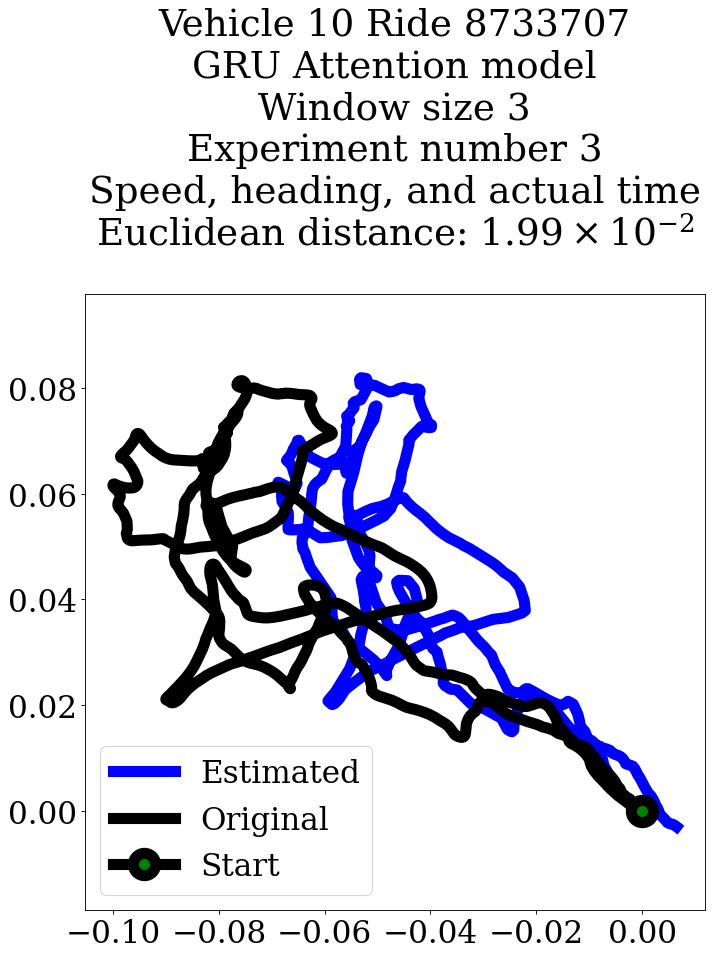 Vehicle 10 Ride 8733707
GRU Attention model
Window size 3
Experiment number 3
Speed, heading, and actual time
Euclidean distance: 1.99 × 10⁻²
0.08
0.06
0.04
0.02
0.00
Estimated
Original
Start
−0.10 −0.08 −0.06 −0.04 −0.02 0.00